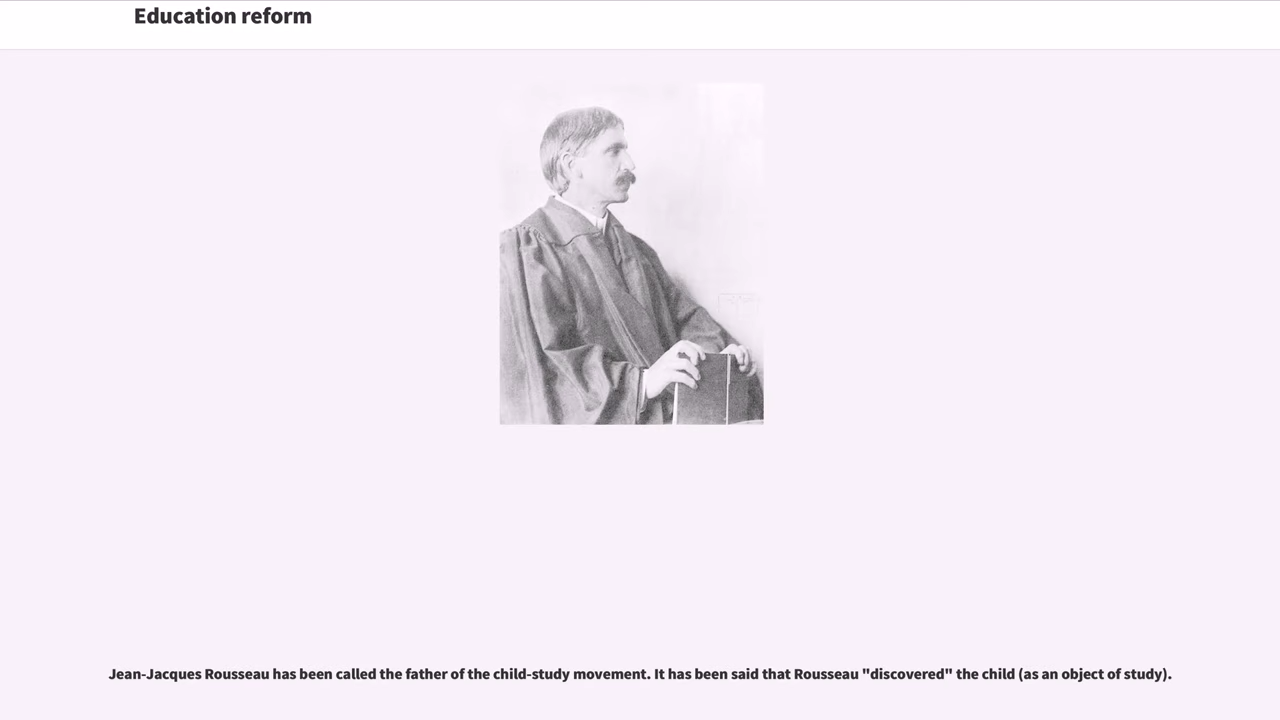 Education reform
Jean-Jacques Rousseau has been called the father of the child-study movement. It has been said that Rousseau "discovered" the child (as an object of study).